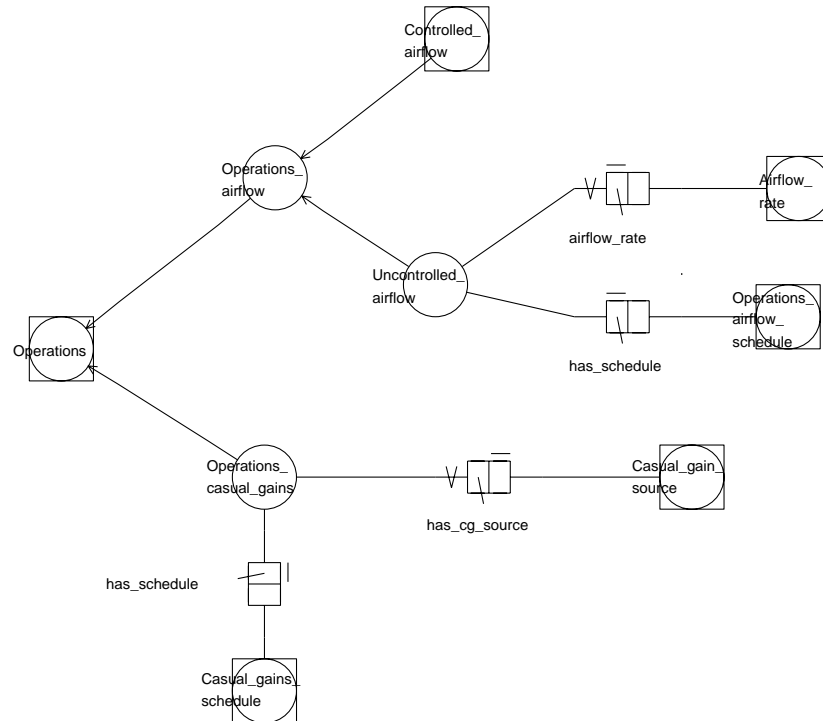 Controlled_
airflow
Operations_
airflow
Airflow_
rate
airflow_rate
Uncontrolled_
airflow
Operations_
airflow_
schedule
Operations
has_schedule
Operations_
casual_gains
Casual_gain_
source
has_cg_source
has_schedule
Casual_gains_
schedule